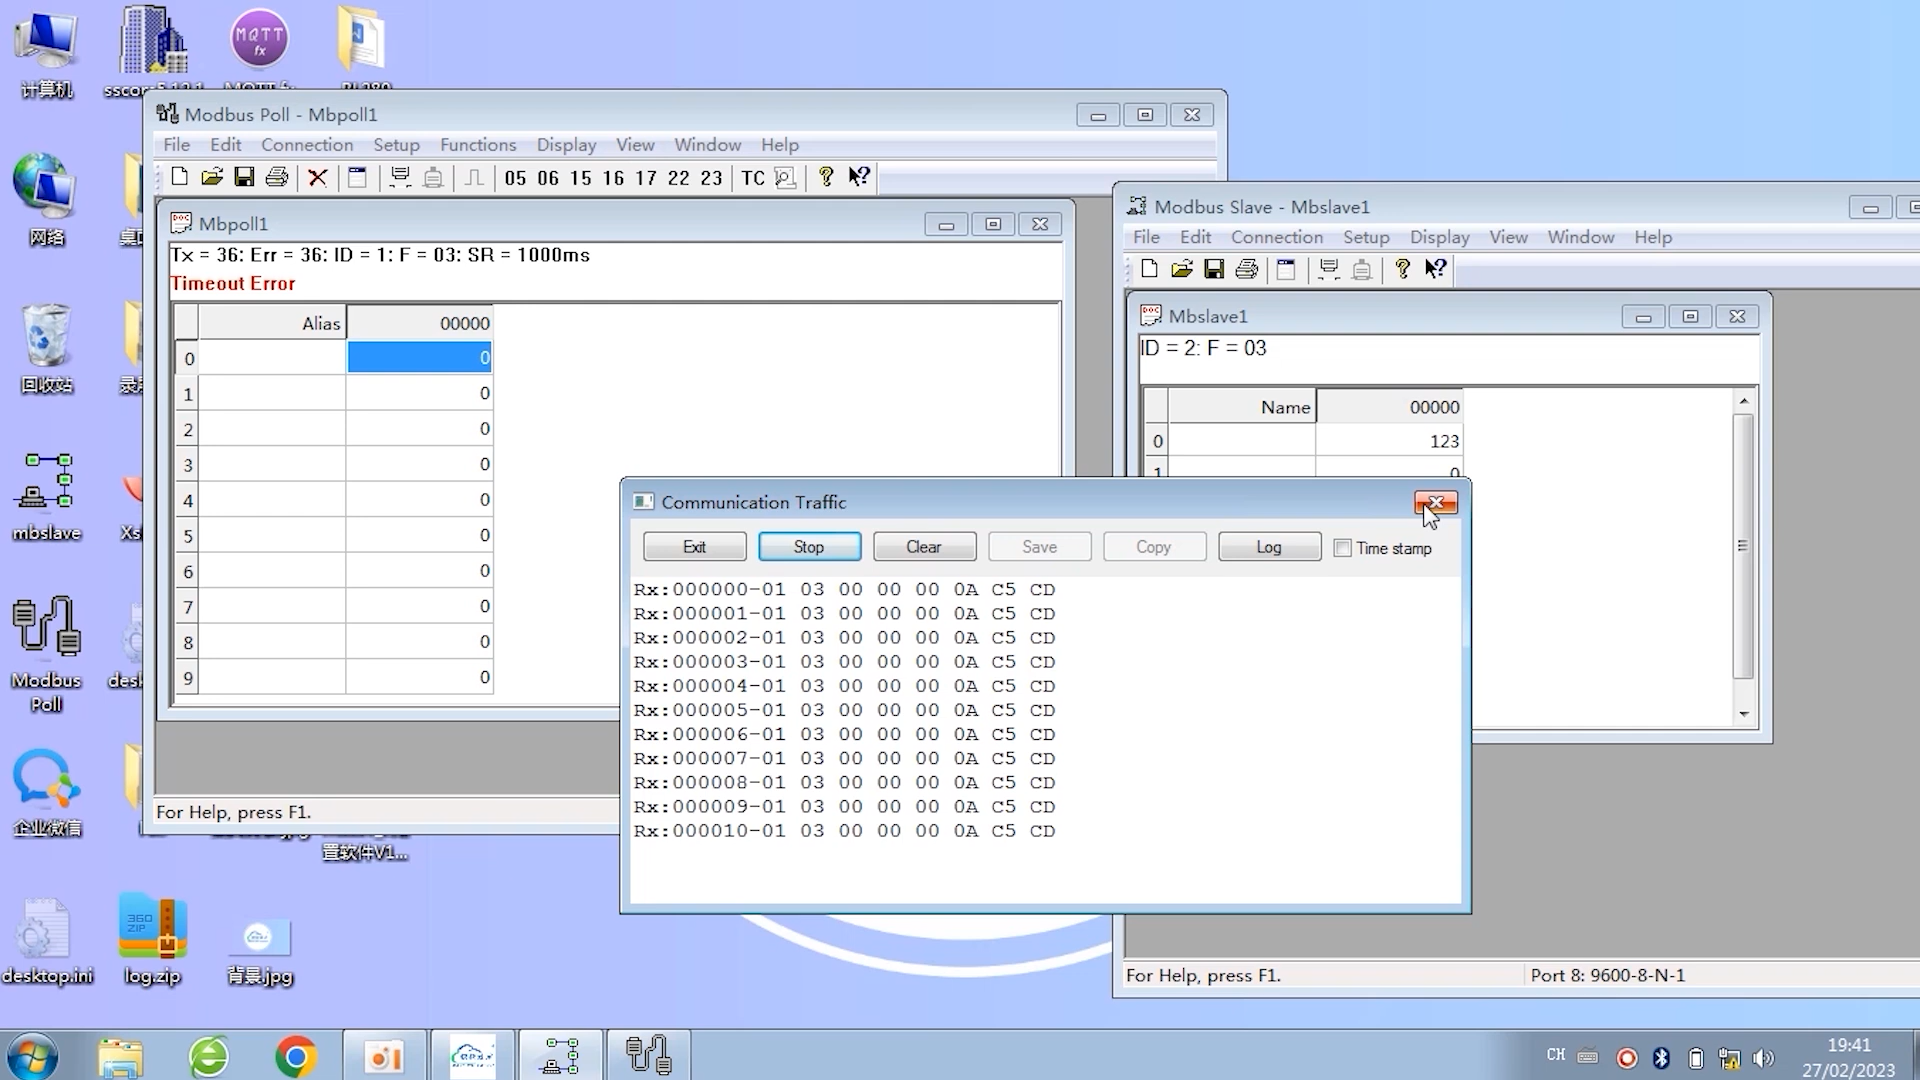 计算机
MQTT
fx
Modbus Poll - Mbpoll1
File Edit Connection Setup Functions Display View Window Help
05 06 15 16 17 22 23 TC
网络
Mbpoll1
Tx = 36: Err = 36: ID = 1: F = 03: SR = 1000ms
Timeout Error
Alias 00000
0 0
1 0
2 0
3 0
4 0
5 0
6 0
7 0
8 0
9 0
For Help, press F1.
Modbus Slave - Mbslave1
File Edit Connection Setup Display View Window Help
Mbslave1
ID = 2: F = 03
Name 00000
0 123
1 0
For Help, press F1.
Port 8: 9600-8-N-1
Communication Traffic
Exit Stop Clear Save Copy Log Time stamp
Rx:000000-01 03 00 00 00 0A C5 CD
Rx:000001-01 03 00 00 00 0A C5 CD
Rx:000002-01 03 00 00 00 0A C5 CD
Rx:000003-01 03 00 00 00 0A C5 CD
Rx:000004-01 03 00 00 00 0A C5 CD
Rx:000005-01 03 00 00 00 0A C5 CD
Rx:000006-01 03 00 00 00 0A C5 CD
Rx:000007-01 03 00 00 00 0A C5 CD
Rx:000008-01 03 00 00 00 0A C5 CD
Rx:000009-01 03 00 00 00 0A C5 CD
Rx:000010-01 03 00 00 00 0A C5 CD
回收站
mbslave
Modbus
Poll
企业微信
置软件V1...
desktop.ini
360
ZIP
log.zip
背景.jpg
CH
19:41
27/02/2023